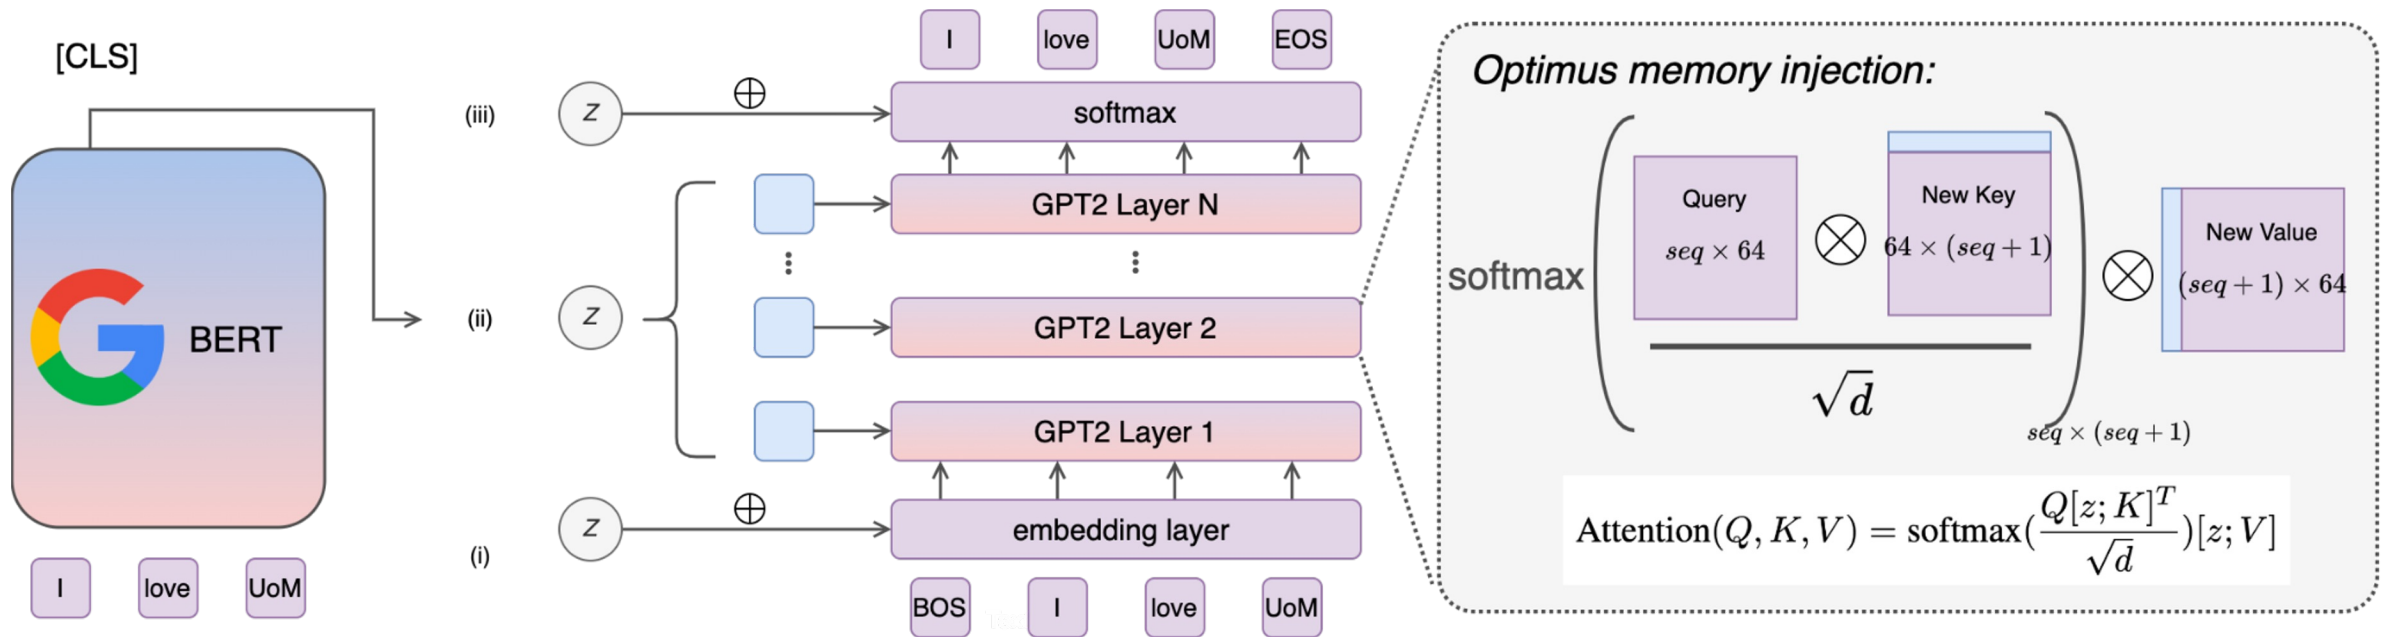 [CLS]
BERT
I love UoM
(iii)
(ii)
(i)
z
z
z
⊕
⊕
I love UoM EOS
softmax
GPT2 Layer N
GPT2 Layer 2
GPT2 Layer 1
embedding layer
BOS I love UoM
Optimus memory injection:
softmax
Query
seq × 64
⊗
New Key
64 × (seq + 1)
√d
seq × (seq + 1)
⊗
New Value
(seq + 1) × 64
Attention(Q, K, V) = softmax(Q[z; K]^T / √d)[z; V]